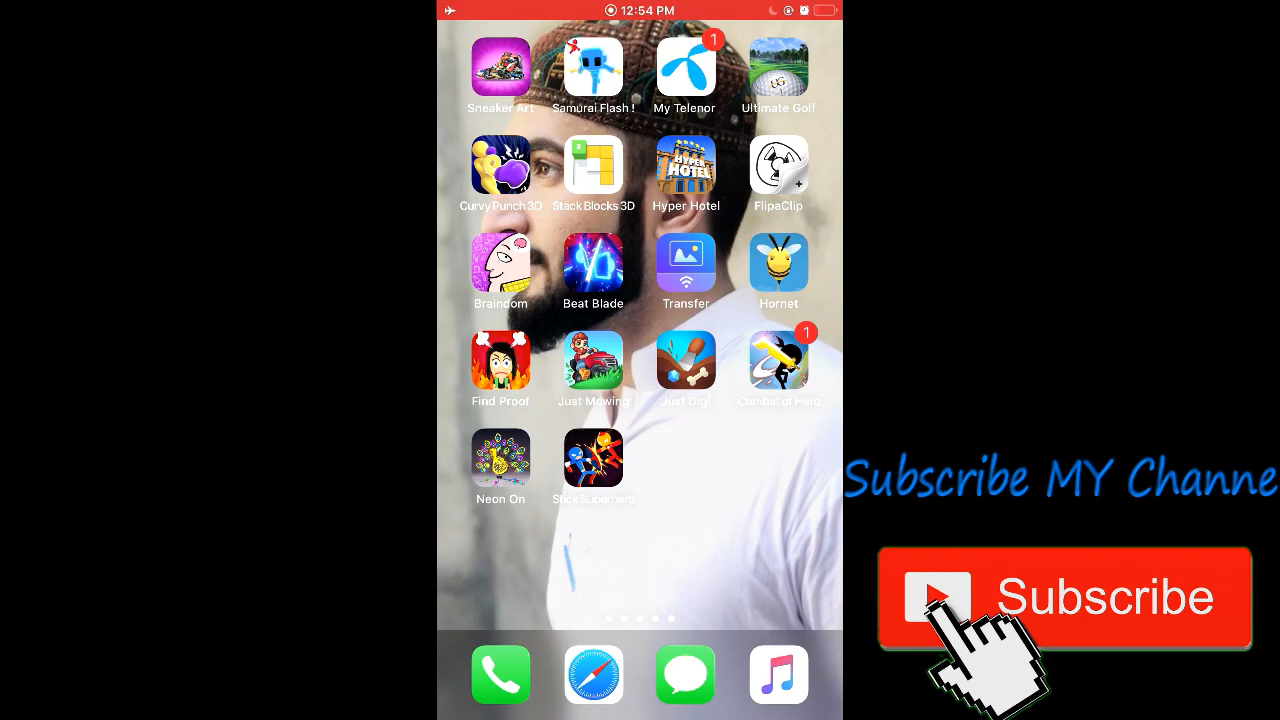 12:54 PM
1
Sneaker Art Samurai Flash ! My Telenor Ultimate Golf
3 HYPER HOTEL
Curvy Punch 3D Stack Blocks 3D Hyper Hotel FlipaClip
Braindom Beat Blade Transfer Hornet
1
Find Proof Just Mowing Just Dig! Combat of Hero
Neon On Stick Superhero
Subscribe MY Channe
Subscribe